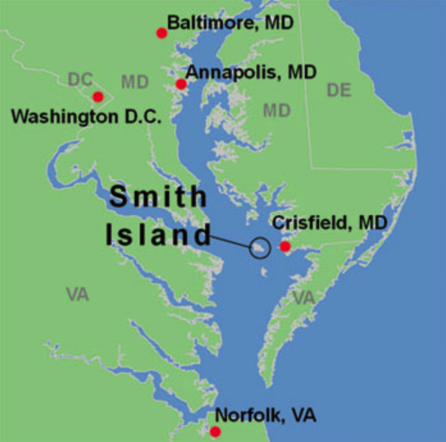 Baltimore, MD
DC
MD
Annapolis, MD
DE
MD
Washington D.C.
Smith
Island
Crisfield, MD
VA
VA
Norfolk, VA